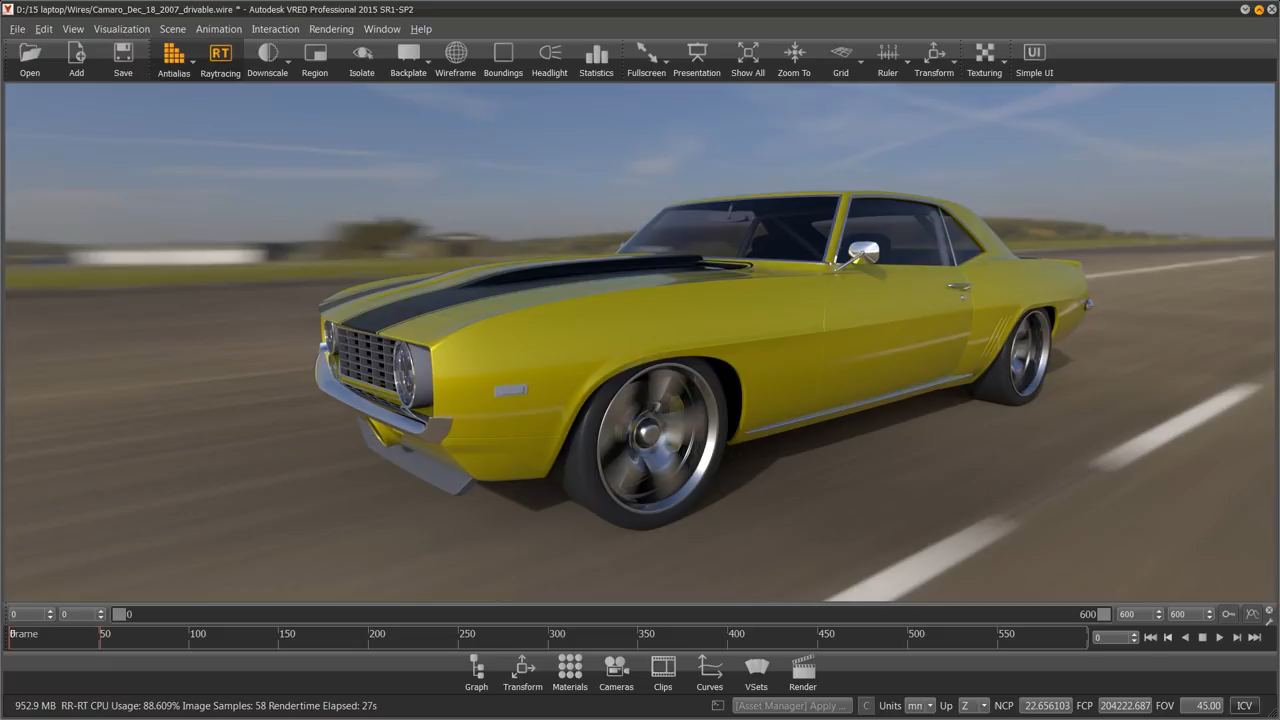 D:/15 laptop/Wires/Camaro_Dec_18_2007_drivable.wire * - Autodesk VRED Professional 2015 SR1-SP2
File Edit View Visualization Scene Animation Interaction Rendering Window Help
RT UI
Open Add Save Antialias Raytracing Downscale Region Isolate Backplate Wireframe Boundings Headlight Statistics Fullscreen Presentation Show All Zoom To Grid Ruler Transform Texturing Simple UI
0 0 0 600 600 600
Frame 50 100 150 200 250 300 350 400 450 500 550 0
Graph Transform Materials Cameras Clips Curves VSets Render
952.9 MB RR-RT CPU Usage: 88.609% Image Samples: 58 Rendertime Elapsed: 27s [Asset Manager] Apply ... C Units mm Up Z NCP 22.656103 FCP 204222.687 FOV 45.00 ICV